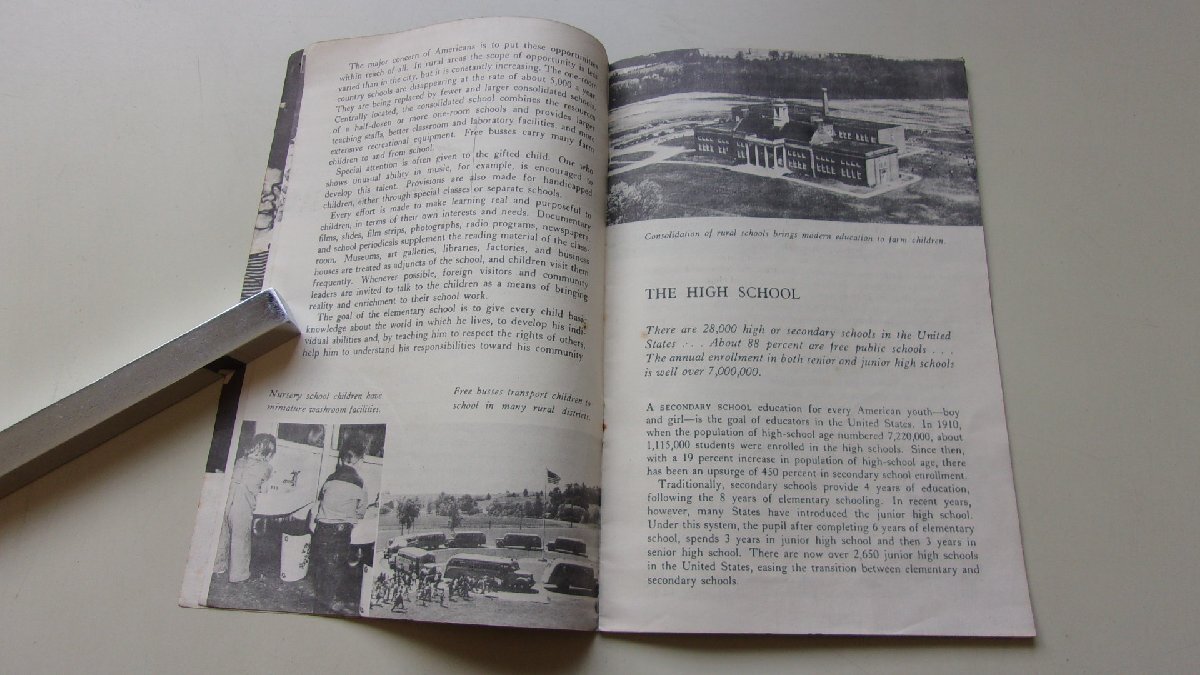 The major concern of Americans is to put these opportunities
within reach of all. In rural areas the scope of opportunity is less
varied than in the city, but it is constantly increasing. The one-room
country schools are disappearing at the rate of about 5,000 a year.
They are being replaced by fewer and larger consolidated schools.
Centrally located, the consolidated school combines the resources
of a half-dozen or more one-room schools and provides larger
teaching staffs, better classroom and laboratory facilities and more
extensive recreational equipment. Free busses carry many farm
children to and from school.
Special attention is often given to the gifted child. One who
shows unusual ability in music, for example, is encouraged to
develop this talent. Provisions are also made for handicapped
children, either through special classes or separate schools.
Every effort is made to make learning real and purposeful to
children, in terms of their own interests and needs. Documentary
films, slides, film strips, photographs, radio programs, newspapers
and school periodicals supplement the reading material of the class-
room. Museums, art galleries, libraries, factories, and business
houses are treated as adjuncts of the school, and children visit them
frequently. Whenever possible, foreign visitors and community
leaders are invited to talk to the children as a means of bringing
reality and enrichment to their school work.
The goal of the elementary school is to give every child basic
knowledge about the world in which he lives, to develop his indi-
vidual abilities and, by teaching him to respect the rights of others,
help him to understand his responsibilities toward his community
Nursery school children have
miniature washroom facilities.
Free busses transport children to
school in many rural districts.
Consolidation of rural schools brings modern education to farm children.
THE HIGH SCHOOL
There are 28,000 high or secondary schools in the United
States . . . About 88 percent are free public schools . . .
The annual enrollment in both senior and junior high schools
is well over 7,000,000.
A SECONDARY SCHOOL education for every American youth—boy
and girl—is the goal of educators in the United States. In 1910,
when the population of high-school age numbered 7,220,000, about
1,115,000 students were enrolled in the high schools. Since then,
with a 19 percent increase in population of high-school age, there
has been an upsurge of 450 percent in secondary school enrollment.
Traditionally, secondary schools provide 4 years of education,
following the 8 years of elementary schooling. In recent years,
however, many States have introduced the junior high school.
Under this system, the pupil after completing 6 years of elementary
school, spends 3 years in junior high school and then 3 years in
senior high school. There are now over 2,650 junior high schools
in the United States, easing the transition between elementary and
secondary schools.